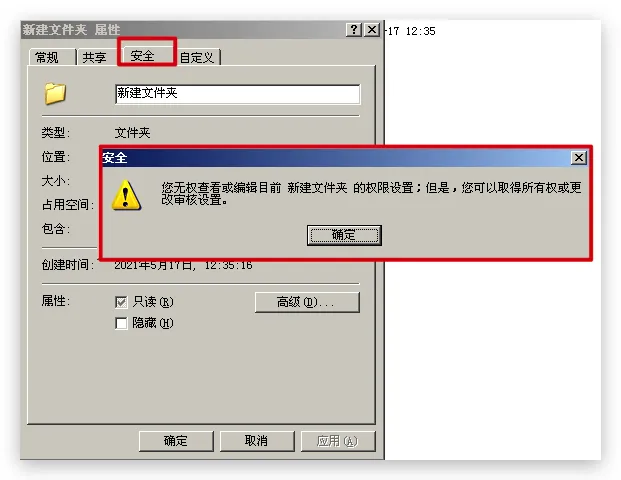 新建文件夹 属性
-17 12:35
常规 共享 安全 自定义
新建文件夹
类型: 文件夹
位置:
安全
大小:
您无权查看或编辑目前 新建文件夹 的权限设置；但是，您可以取得所有权或更
改审核设置。
占用空间:
包含:
确定
创建时间: 2021年5月17日, 12:35:16
属性: 只读(R) 高级(D)...
隐藏(H)
确定 取消 应用(A)